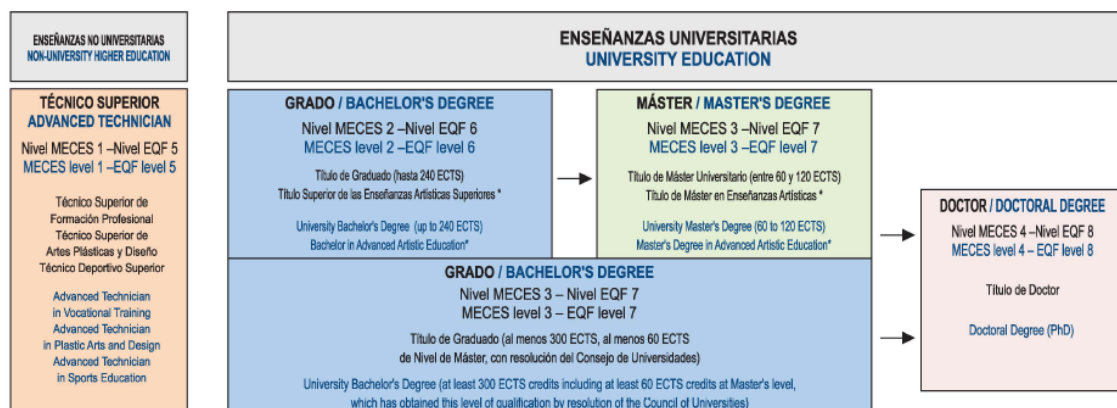 ENSEÑANZAS NO UNIVERSITARIAS
NON-UNIVERSITY HIGHER EDUCATION
ENSEÑANZAS UNIVERSITARIAS
UNIVERSITY EDUCATION
TÉCNICO SUPERIOR
ADVANCED TECHNICIAN
Nivel MECES 1 –Nivel EQF 5
MECES level 1 –EQF level 5
Técnico Superior de
Formación Profesional
Técnico Superior de
Artes Plásticas y Diseño
Técnico Deportivo Superior
Advanced Technician
in Vocational Training
Advanced Technician
in Plastic Arts and Design
Advanced Technician
in Sports Education
GRADO / BACHELOR'S DEGREE
Nivel MECES 2 –Nivel EQF 6
MECES level 2 –EQF level 6
Título de Graduado (hasta 240 ECTS)
Título Superior de las Enseñanzas Artísticas Superiores *
University Bachelor's Degree (up to 240 ECTS)
Bachelor in Advanced Artistic Education*
MÁSTER / MASTER'S DEGREE
Nivel MECES 3 –Nivel EQF 7
MECES level 3 –EQF level 7
Título de Máster Universitario (entre 60 y 120 ECTS)
Título de Máster en Enseñanzas Artísticas *
University Master's Degree (60 to 120 ECTS)
Master's Degree in Advanced Artistic Education*
GRADO / BACHELOR'S DEGREE
Nivel MECES 3 – Nivel EQF 7
MECES level 3 – EQF level 7
Título de Graduado (al menos 300 ECTS, al menos 60 ECTS
de Nivel de Máster, con resolución del Consejo de Universidades)
University Bachelor's Degree (at least 300 ECTS credits including at least 60 ECTS credits at Master's level,
which has obtained this level of qualification by resolution of the Council of Universities)
DOCTOR / DOCTORAL DEGREE
Nivel MECES 4 –Nivel EQF 8
MECES level 4 – EQF level 8
Título de Doctor
Doctoral Degree (PhD)